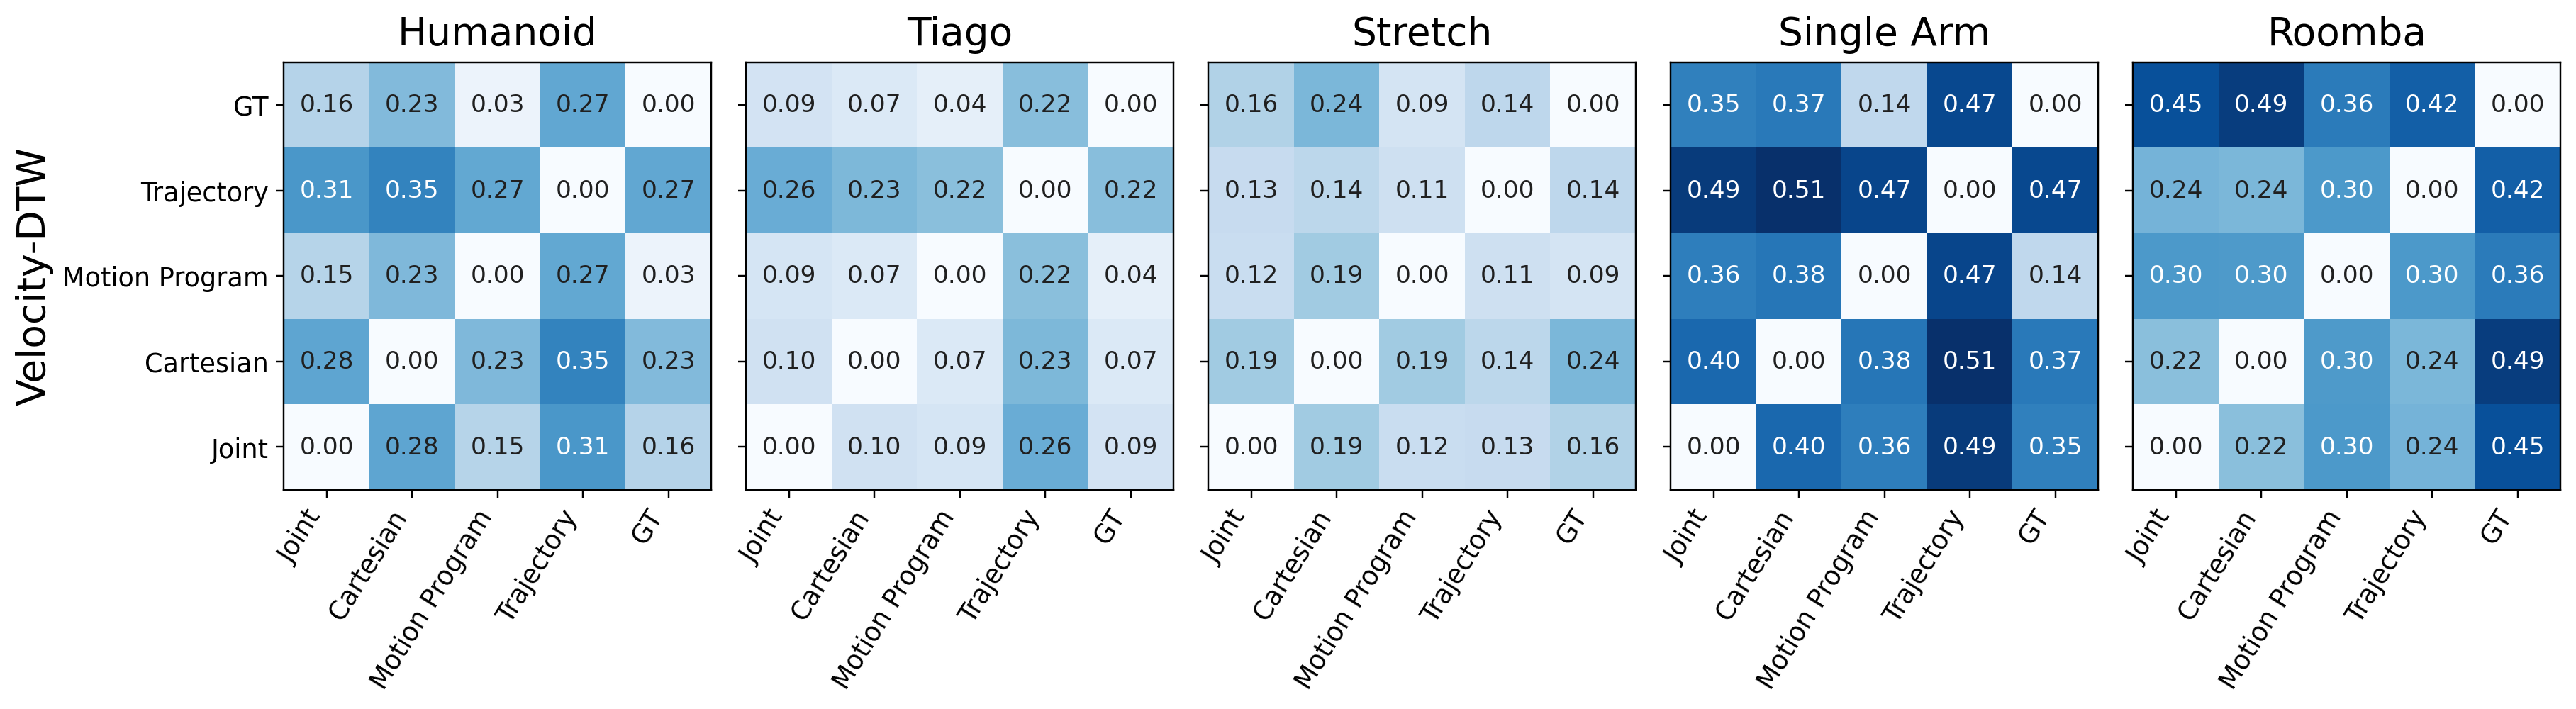 Humanoid Tiago Stretch Single Arm Roomba
Velocity-DTW
GT 0.16 0.23 0.03 0.27 0.00 0.09 0.07 0.04 0.22 0.00 0.16 0.24 0.09 0.14 0.00 0.35 0.37 0.14 0.47 0.00 0.45 0.49 0.36 0.42 0.00
Trajectory 0.31 0.35 0.27 0.00 0.27 0.26 0.23 0.22 0.00 0.22 0.13 0.14 0.11 0.00 0.14 0.49 0.51 0.47 0.00 0.47 0.24 0.24 0.30 0.00 0.42
Motion Program 0.15 0.23 0.00 0.27 0.03 0.09 0.07 0.00 0.22 0.04 0.12 0.19 0.00 0.11 0.09 0.36 0.38 0.00 0.47 0.14 0.30 0.30 0.00 0.30 0.36
Cartesian 0.28 0.00 0.23 0.35 0.23 0.10 0.00 0.07 0.23 0.07 0.19 0.00 0.19 0.14 0.24 0.40 0.00 0.38 0.51 0.37 0.22 0.00 0.30 0.24 0.49
Joint 0.00 0.28 0.15 0.31 0.16 0.00 0.10 0.09 0.26 0.09 0.00 0.19 0.12 0.13 0.16 0.00 0.40 0.36 0.49 0.35 0.00 0.22 0.30 0.24 0.45
Joint Cartesian Motion Program Trajectory GT Joint Cartesian Motion Program Trajectory GT Joint Cartesian Motion Program Trajectory GT Joint Cartesian Motion Program Trajectory GT Joint Cartesian Motion Program Trajectory GT